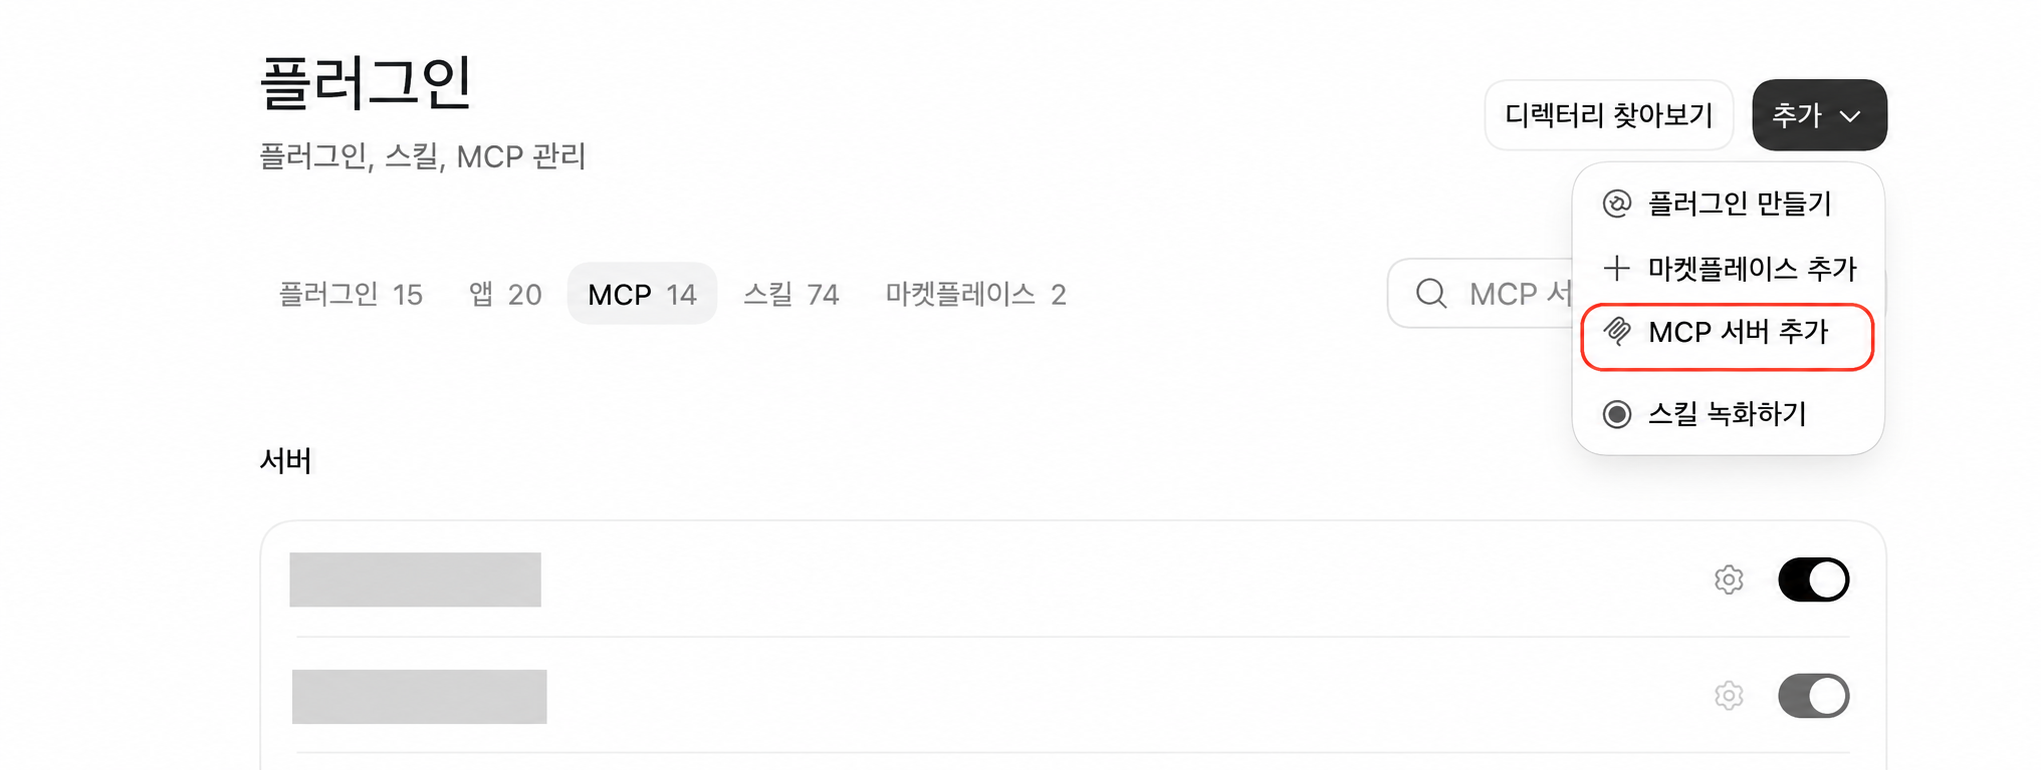 플러그인
플러그인, 스킬, MCP 관리
디렉터리 찾아보기
추가
플러그인 만들기
마켓플레이스 추가
MCP 서버 추가
스킬 녹화하기
플러그인 15
앱 20
MCP 14
스킬 74
마켓플레이스 2
MCP 서
서버